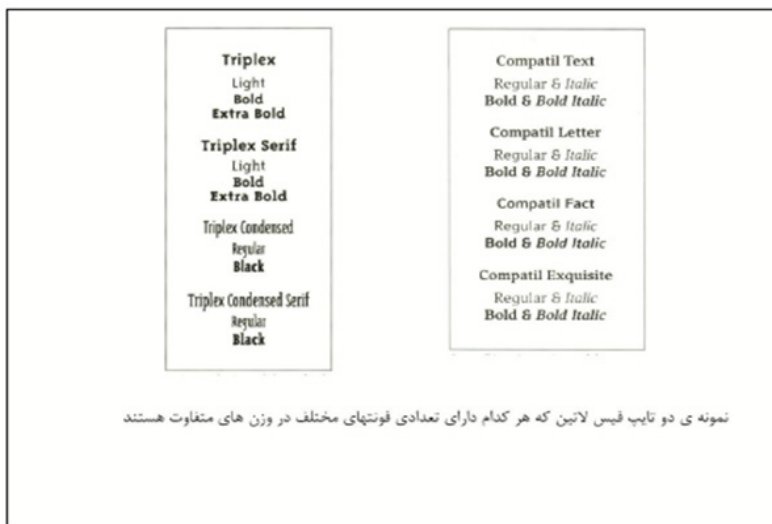 Triplex
Light
Bold
Extra Bold
Triplex Serif
Light
Bold
Extra Bold
Triplex Condensed
Regular
Black
Triplex Condensed Serif
Regular
Black
Compatil Text
Regular & Italic
Bold & Bold Italic
Compatil Letter
Regular & Italic
Bold & Bold Italic
Compatil Fact
Regular & Italic
Bold & Bold Italic
Compatil Exquisite
Regular & Italic
Bold & Bold Italic
نمونه ی دو تایپ فیس لاتین که هر کدام دارای تعدادی فونتهای مختلف در وزن های متفاوت هستند